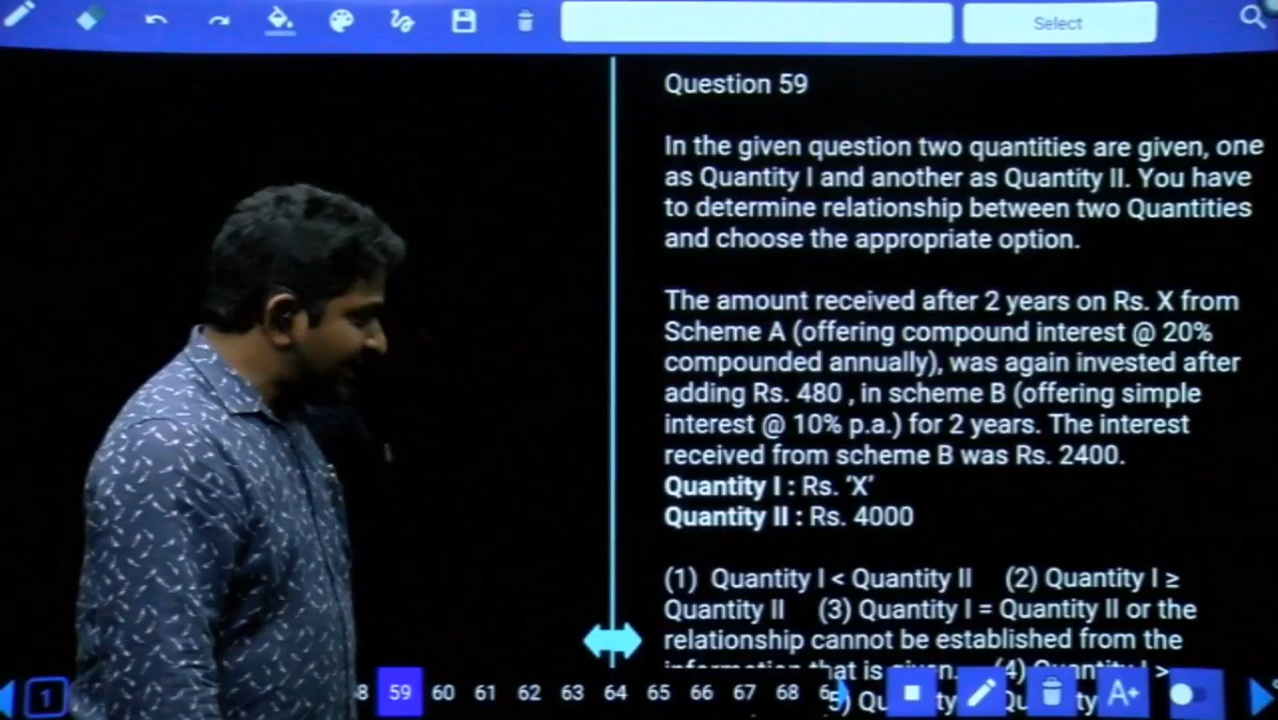 Select
Question 59
In the given question two quantities are given, one
as Quantity I and another as Quantity II. You have
to determine relationship between two Quantities
and choose the appropriate option.
The amount received after 2 years on Rs. X from
Scheme A (offering compound interest @ 20%
compounded annually), was again invested after
adding Rs. 480 , in scheme B (offering simple
interest @ 10% p.a.) for 2 years. The interest
received from scheme B was Rs. 2400.
Quantity I : Rs. ‘X’
Quantity II : Rs. 4000
(1) Quantity I < Quantity II (2) Quantity I ≥
Quantity II (3) Quantity I = Quantity II or the
relationship cannot be established from the
that is (4) >
5)
1 59 60 61 62 63 64 65 66 67 68 A+